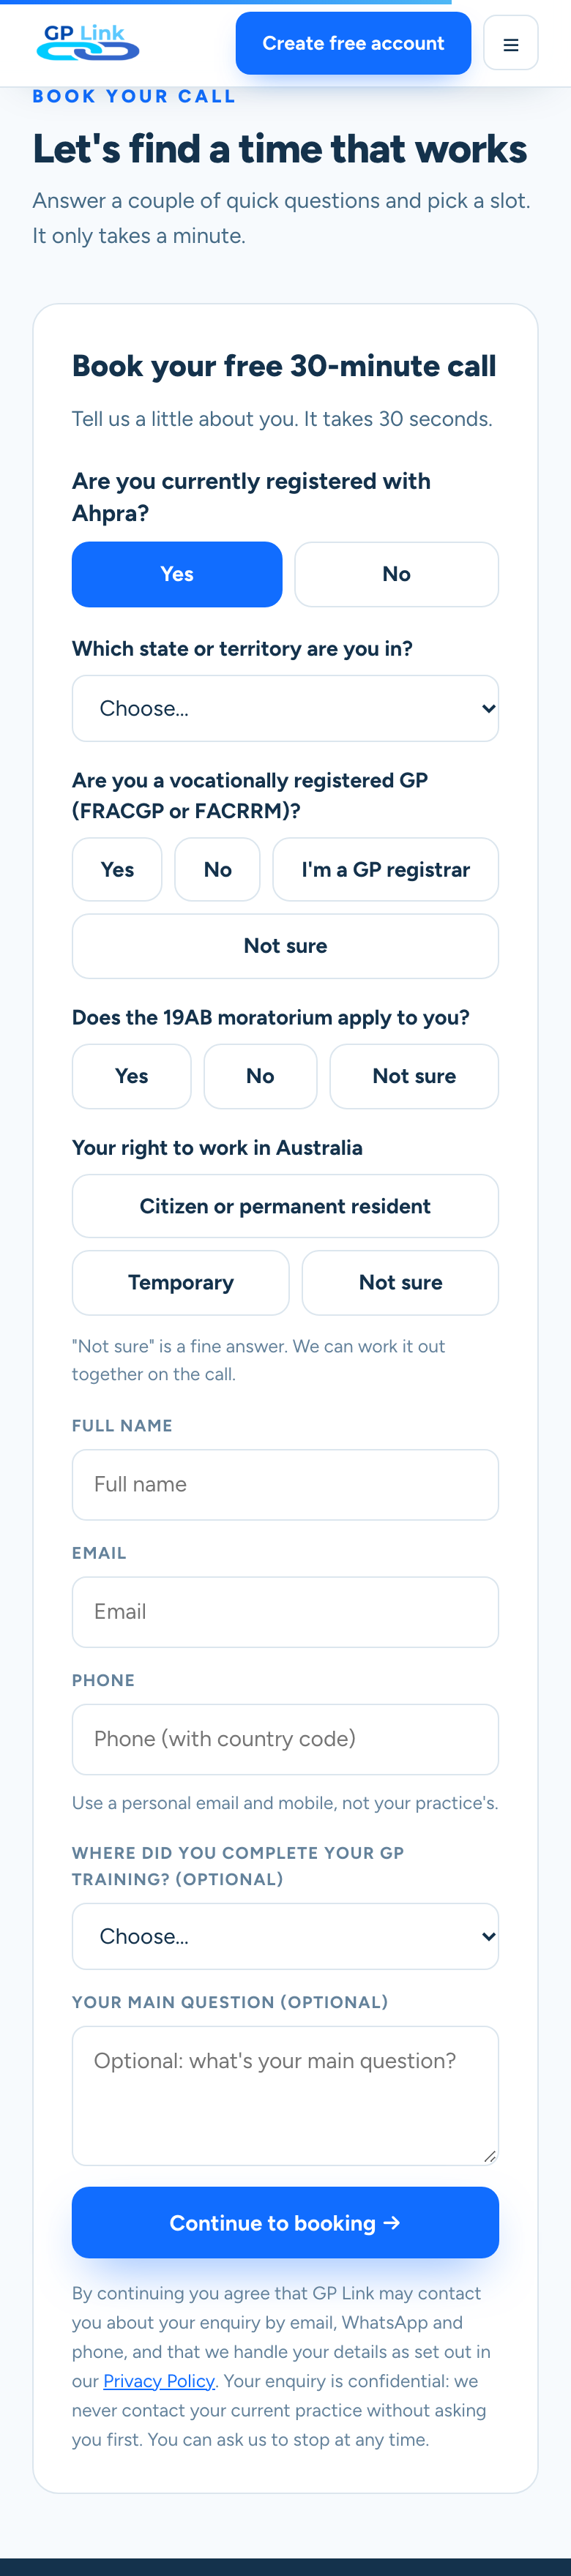 GP Link
Create free account
BOOK YOUR CALL
Let's find a time that works
Answer a couple of quick questions and pick a slot.
It only takes a minute.
Book your free 30-minute call
Tell us a little about you. It takes 30 seconds.
Are you currently registered with
Ahpra?
Yes
No
Which state or territory are you in?
Choose...
Are you a vocationally registered GP
(FRACGP or FACRRM)?
Yes
No
I'm a GP registrar
Not sure
Does the 19AB moratorium apply to you?
Yes
No
Not sure
Your right to work in Australia
Citizen or permanent resident
Temporary
Not sure
"Not sure" is a fine answer. We can work it out
together on the call.
FULL NAME
Full name
EMAIL
Email
PHONE
Phone (with country code)
Use a personal email and mobile, not your practice's.
WHERE DID YOU COMPLETE YOUR GP
TRAINING? (OPTIONAL)
Choose...
YOUR MAIN QUESTION (OPTIONAL)
Optional: what's your main question?
Continue to booking →
By continuing you agree that GP Link may contact
you about your enquiry by email, WhatsApp and
phone, and that we handle your details as set out in
our Privacy Policy. Your enquiry is confidential: we
never contact your current practice without asking
you first. You can ask us to stop at any time.